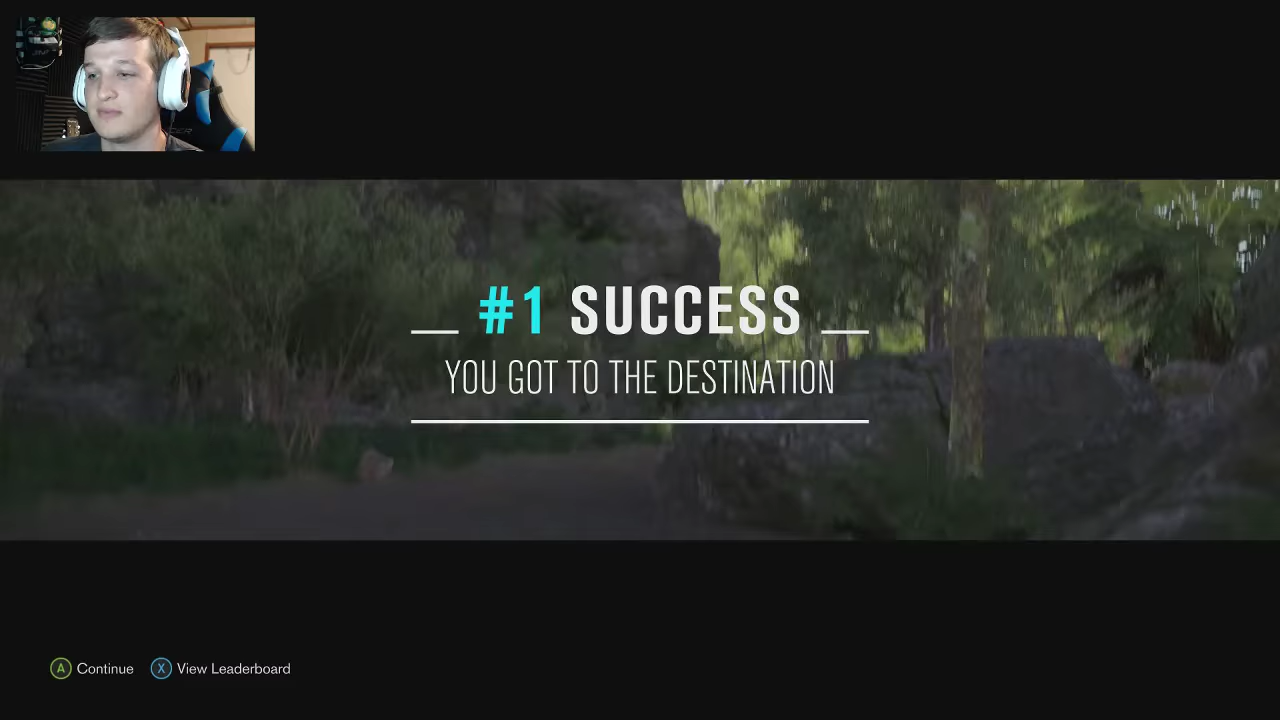 #1 SUCCESS
YOU GOT TO THE DESTINATION
A Continue X View Leaderboard